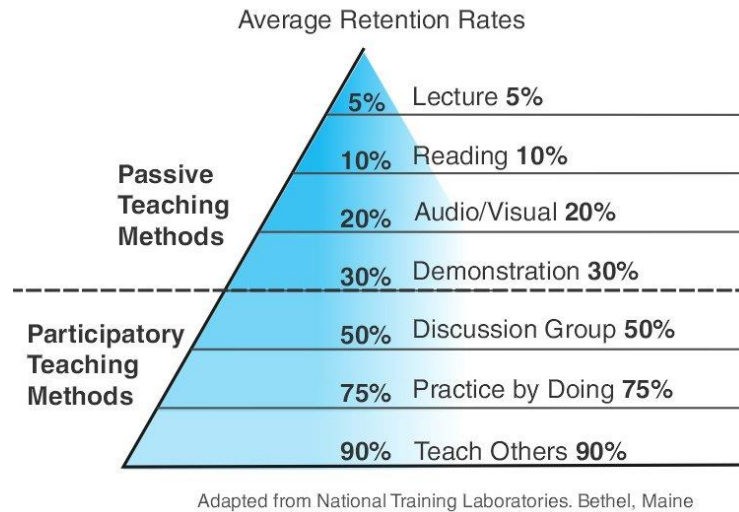 Average Retention Rates
5% Lecture 5%
10% Reading 10%
Passive
Teaching
Methods
20% Audio/Visual 20%
30% Demonstration 30%
Participatory
Teaching
Methods
50% Discussion Group 50%
75% Practice by Doing 75%
90% Teach Others 90%
Adapted from National Training Laboratories. Bethel, Maine